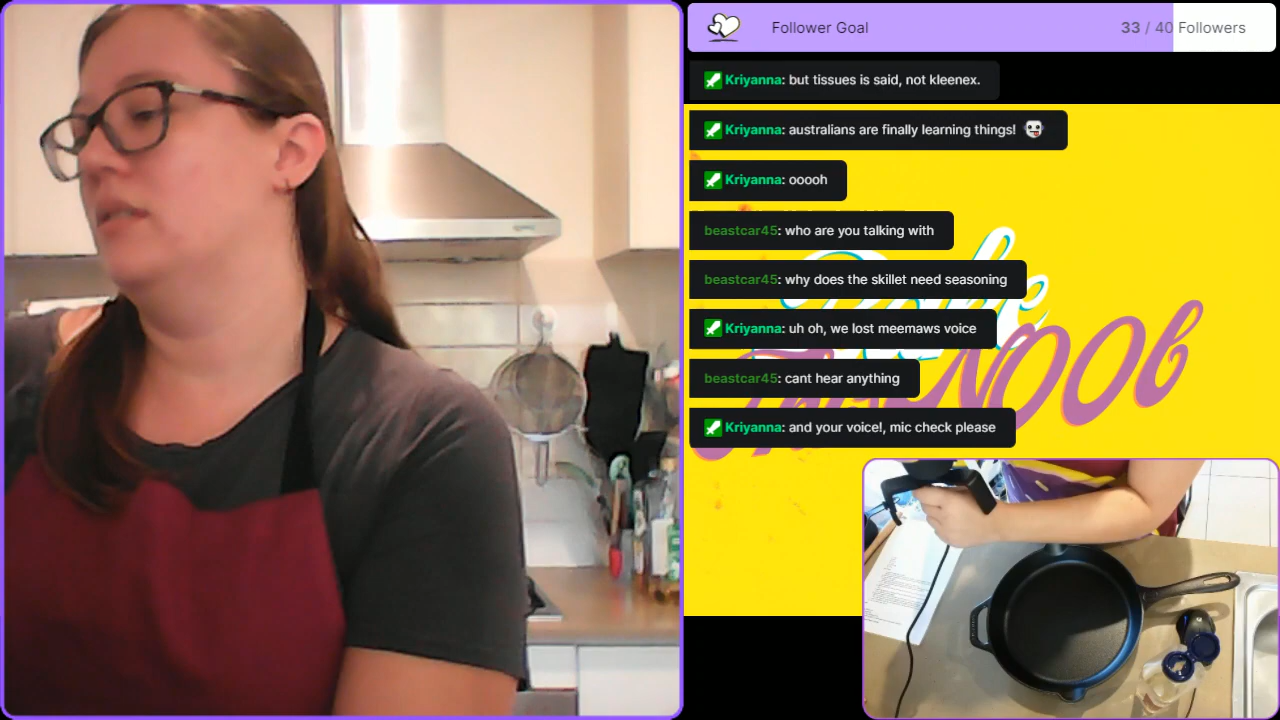 Follower Goal
33 / 40 Followers
Kriyanna: but tissues is said, not kleenex.
Kriyanna: australians are finally learning things!
Kriyanna: ooooh
beastcar45: who are you talking with
beastcar45: why does the skillet need seasoning
Kriyanna: uh oh, we lost meemaws voice
beastcar45: cant hear anything
Kriyanna: and your voice!, mic check please
NOOb